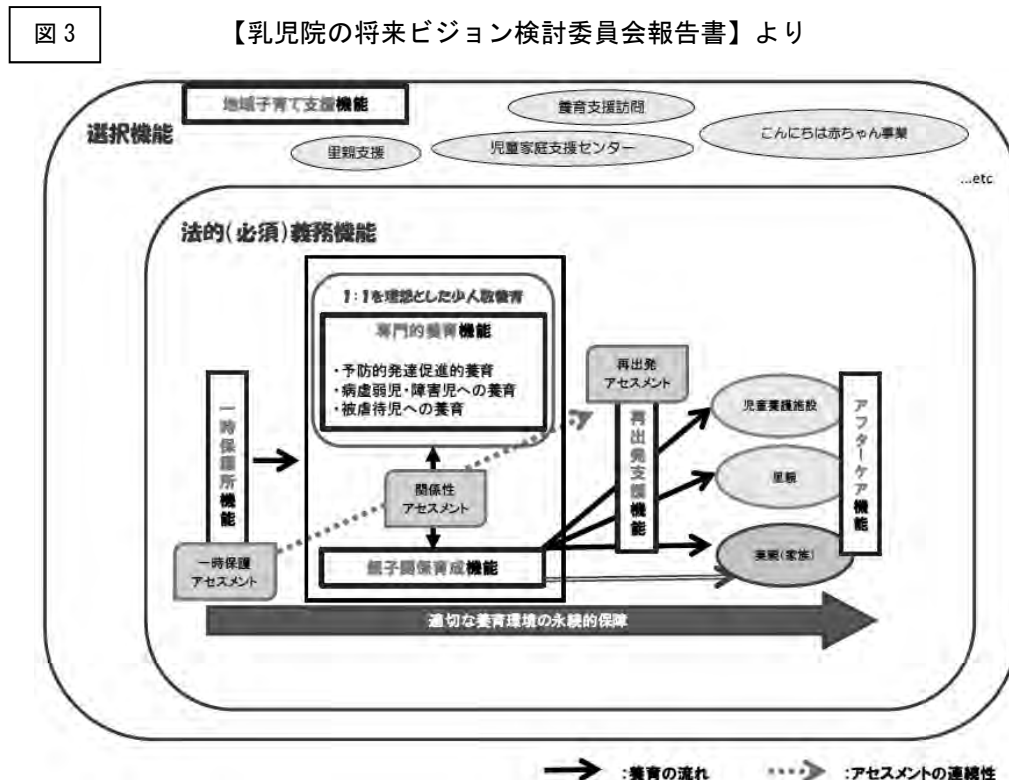 図3
【乳児院の将来ビジョン検討委員会報告書】より
地域子育て支援機能
選択機能
養育支援訪問
こんにちは赤ちゃん事業
里親支援
児童家庭支援センター
...etc
法的(必須)義務機能
1:1を理想とした少人数養育
専門的養育機能
・予防的発達促進的養育
・病虚弱児・障害児への養育
・被虐待児への養育
再出発
アセスメント
一時保護所機能
関係性
アセスメント
再出発支援機能
児童養護施設
里親
実親(家族)
アフターケア機能
一時保護
アセスメント
親子関係育成機能
適切な養育環境の永続的保障
:養育の流れ
:アセスメントの連続性